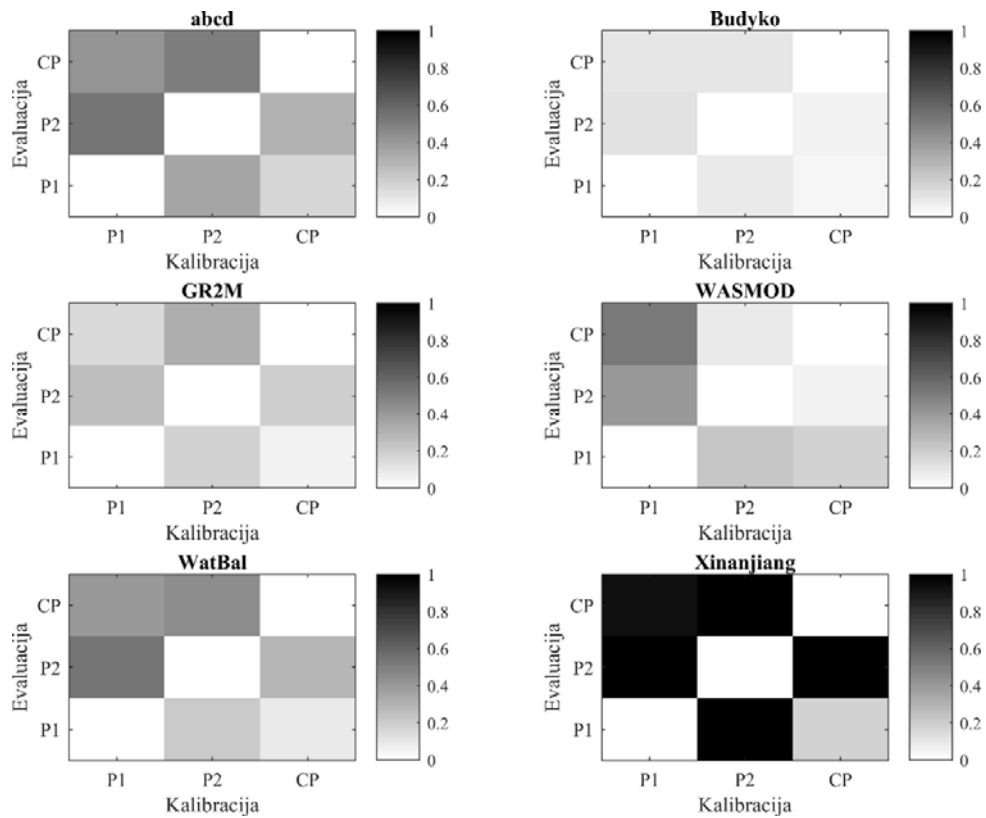 abcd
Evaluacija
CP
P2
P1
P1 P2 CP
Kalibracija
1
0.8
0.6
0.4
0.2
0
Budyko
Evaluacija
CP
P2
P1
P1 P2 CP
Kalibracija
1
0.8
0.6
0.4
0.2
0
GR2M
Evaluacija
CP
P2
P1
P1 P2 CP
Kalibracija
1
0.8
0.6
0.4
0.2
0
WASMOD
Evaluacija
CP
P2
P1
P1 P2 CP
Kalibracija
1
0.8
0.6
0.4
0.2
0
WatBal
Evaluacija
CP
P2
P1
P1 P2 CP
Kalibracija
1
0.8
0.6
0.4
0.2
0
Xinanjiang
Evaluacija
CP
P2
P1
P1 P2 CP
Kalibracija
1
0.8
0.6
0.4
0.2
0